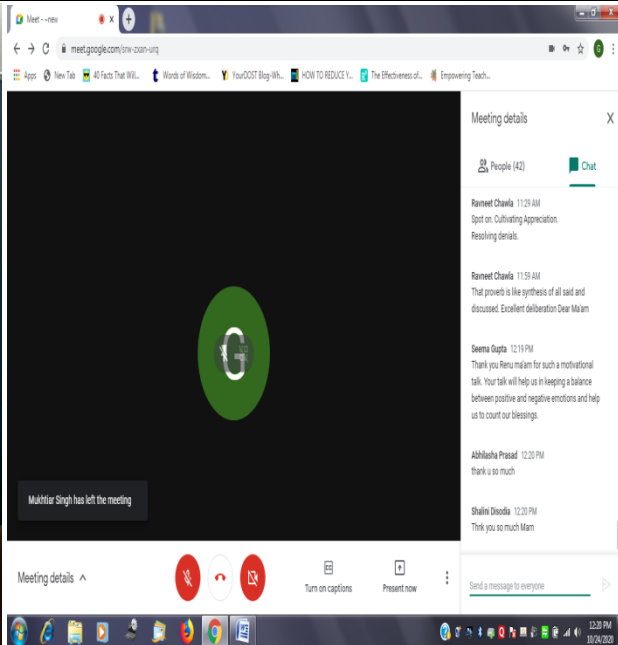 Meet - -new
meet.google.com/snw-zxan-urq
G
Apps
New Tab
40 Facts That Will...
Words of Wisdom...
YourDOST Blog-Wh...
HOW TO REDUCE Y...
The Effectiveness of...
Empowering Teach...
Meeting details X
People (42)
Chat
Ravneet Chawla 11:29 AM
Spot on. Cultivating Appreciation.
Resolving denials.
Ravneet Chawla 11:59 AM
That proverb is like synthesis of all said and
discussed. Excellent deliberation Dear Ma'am
Seema Gupta 12:19 PM
Thank you Renu ma'am for such a motivational
talk. Your talk will help us in keeping a balance
between positive and negative emotions and help
us to count our blessings.
Abhilasha Prasad 12:20 PM
thank u so much
Shalini Disodia 12:20 PM
Thnk you so much Mam
G
Mukhtiar Singh has left the meeting
Meeting details
Turn on captions
Present now
Send a message to everyone
12:20 PM
10/24/2020